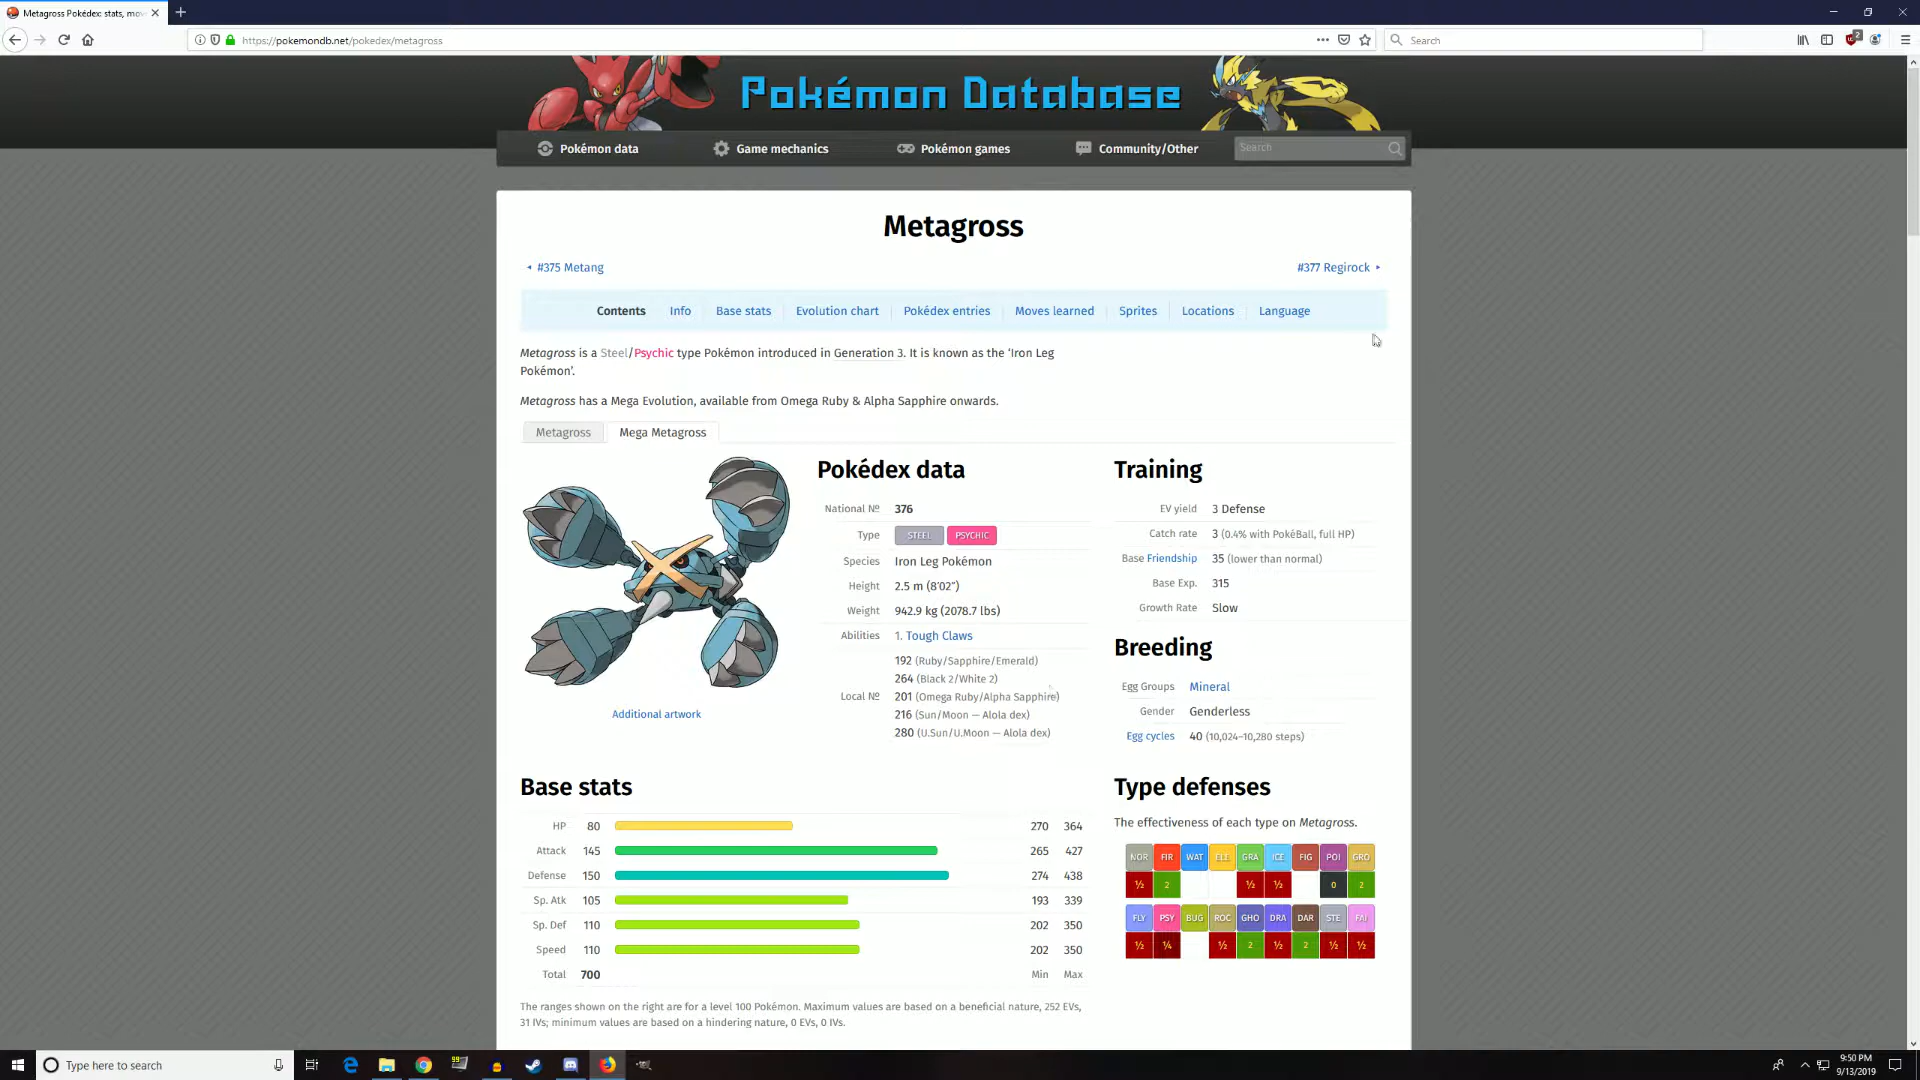 Metagross Pokédex: stats, mov
https://pokemondb.net/pokedex/metagross
Search
2
Pokémon Database
Pokémon data
Game mechanics
Pokémon games
Community/Other
Search
Metagross
#375 Metang
#377 Regirock
Contents
Info
Base stats
Evolution chart
Pokédex entries
Moves learned
Sprites
Locations
Language
Metagross is a Steel/Psychic type Pokémon introduced in Generation 3. It is known as the ‘Iron Leg
Pokémon’.
Metagross has a Mega Evolution, available from Omega Ruby & Alpha Sapphire onwards.
Metagross
Mega Metagross
Additional artwork
Pokédex data
National № 376
Type STEEL PSYCHIC
Species Iron Leg Pokémon
Height 2.5 m (8′02″)
Weight 942.9 kg (2078.7 lbs)
Abilities 1. Tough Claws
Local № 192 (Ruby/Sapphire/Emerald)
264 (Black 2/White 2)
201 (Omega Ruby/Alpha Sapphire)
216 (Sun/Moon — Alola dex)
280 (U.Sun/U.Moon — Alola dex)
Training
EV yield 3 Defense
Catch rate 3 (0.4% with PokéBall, full HP)
Base Friendship 35 (lower than normal)
Base Exp. 315
Growth Rate Slow
Breeding
Egg Groups Mineral
Gender Genderless
Egg cycles 40 (10,024–10,280 steps)
Base stats
HP 80 270 364
Attack 145 265 427
Defense 150 274 438
Sp. Atk 105 193 339
Sp. Def 110 202 350
Speed 110 202 350
Total 700 Min Max
The ranges shown on the right are for a level 100 Pokémon. Maximum values are based on a beneficial nature, 252 EVs,
31 IVs; minimum values are based on a hindering nature, 0 EVs, 0 IVs.
Type defenses
The effectiveness of each type on Metagross.
NOR FIR WAT ELE GRA ICE FIG POI GRO
½ 2 ½ ½ 0 2
FLY PSY BUG ROC GHO DRA DAR STE FAI
½ ¼ ½ 2 ½ 2 ½ ½
Type here to search
99
9:50 PM
9/13/2019